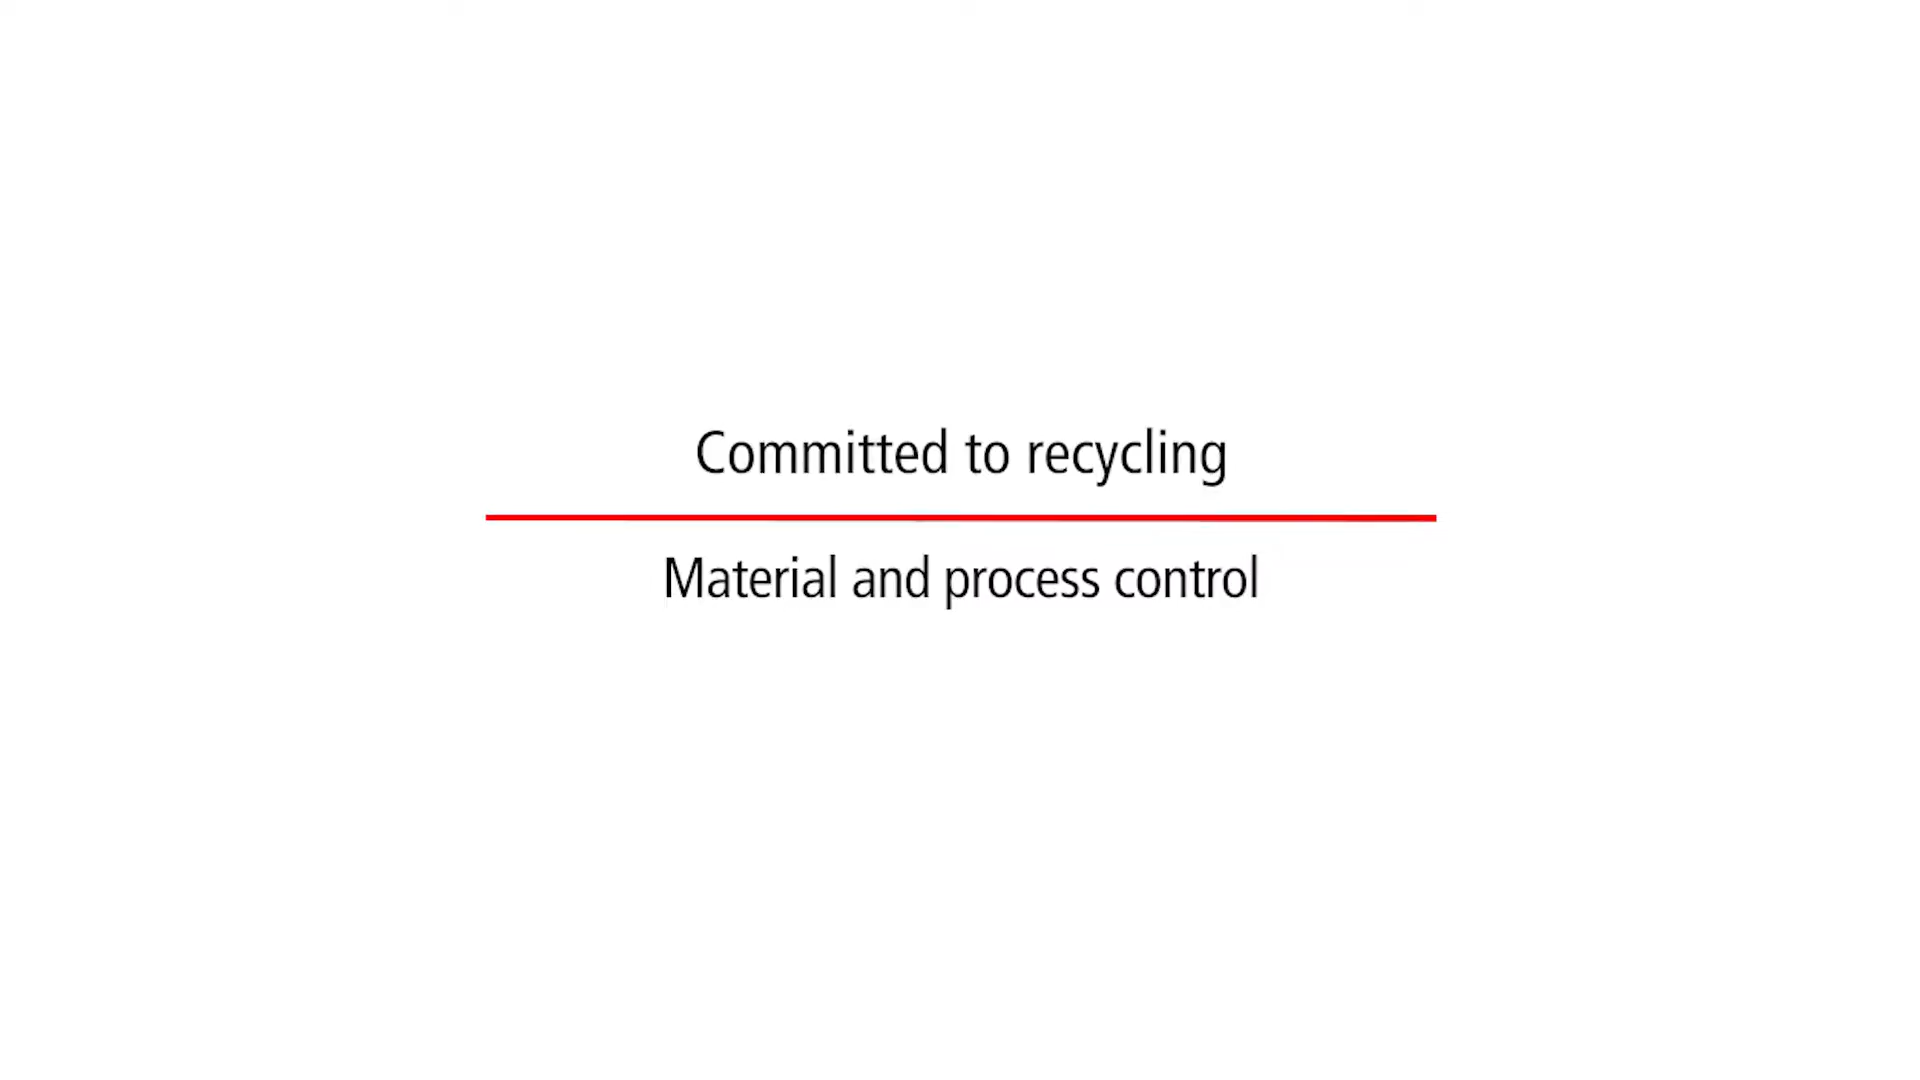 Committed to recycling
Material and process control